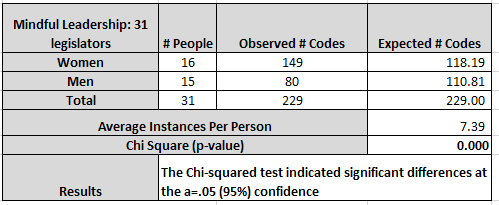 Mindful Leadership: 31
legislators # People Observed # Codes Expected # Codes
Women 16 149 118.19
Men 15 80 110.81
Total 31 229 229.00
Average Instances Per Person 7.39
Chi Square (p-value) 0.000
The Chi-squared test indicated significant differences at
Results the a=.05 (95%) confidence